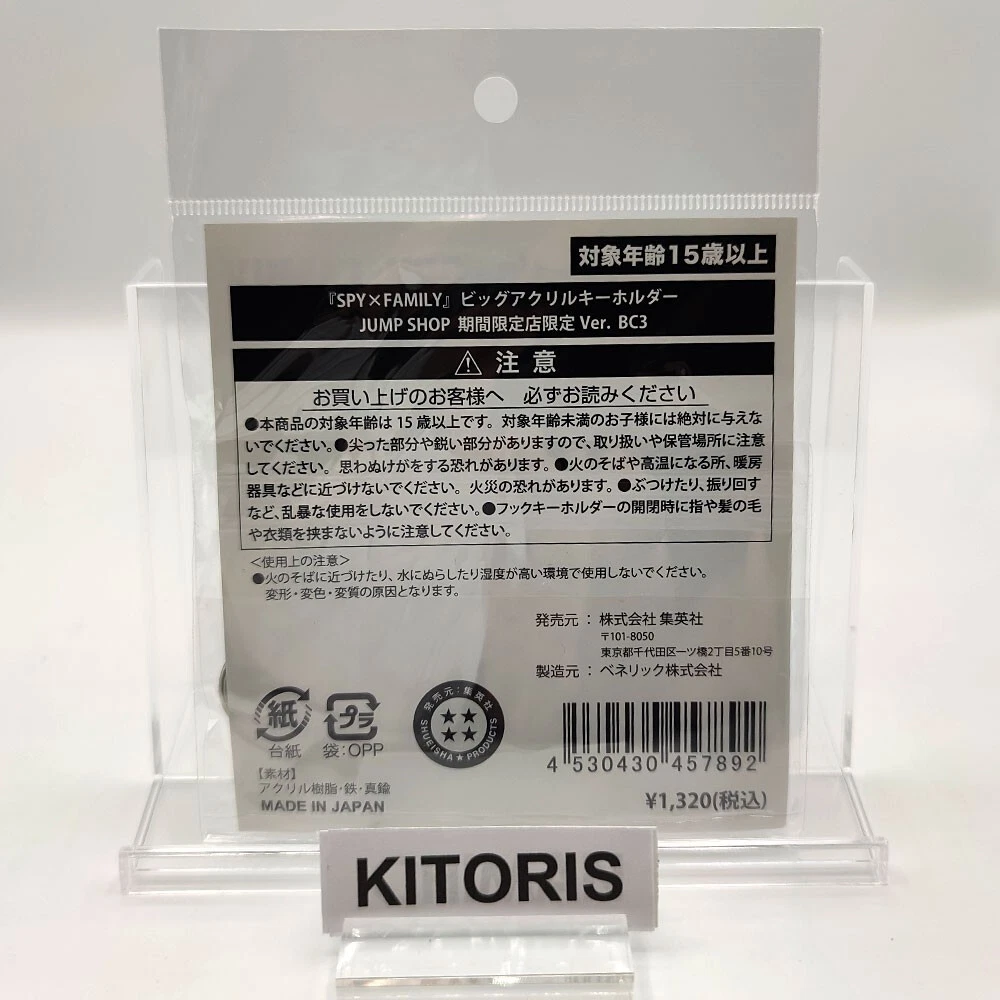 対象年齢15歳以上
『SPY×FAMILY』ビッグアクリルキーホルダー
JUMP SHOP 期間限定店限定 Ver. BC3
⚠ 注意
お買い上げのお客様へ 必ずお読みください
●本商品の対象年齢は15歳以上です。対象年齢未満のお子様には絶対に与えな
いでください。●尖った部分や鋭い部分がありますので、取り扱いや保管場所に注意
してください。思わぬけがをする恐れがあります。●火のそばや高温になる所、暖房
器具などに近づけないでください。火災の恐れがあります。●ぶつけたり、振り回す
など、乱暴な使用をしないでください。●フックキーホルダーの開閉時に指や髪の毛
や衣類を挟まないように注意してください。
＜使用上の注意＞
●火のそばに近づけたり、水にぬらしたり湿度が高い環境で使用しないでください。
変形・変色・変質の原因となります。
発売元：株式会社 集英社
〒101-8050
東京都千代田区一ツ橋2丁目5番10号
製造元：ベネリック株式会社
紙
台紙
プラ
袋：OPP
発売元：集英社
SHUEISHA★PRODUCTS
4 530430 457892
【素材】
アクリル樹脂・鉄・真鍮
MADE IN JAPAN
¥1,320(税込)
KITORIS